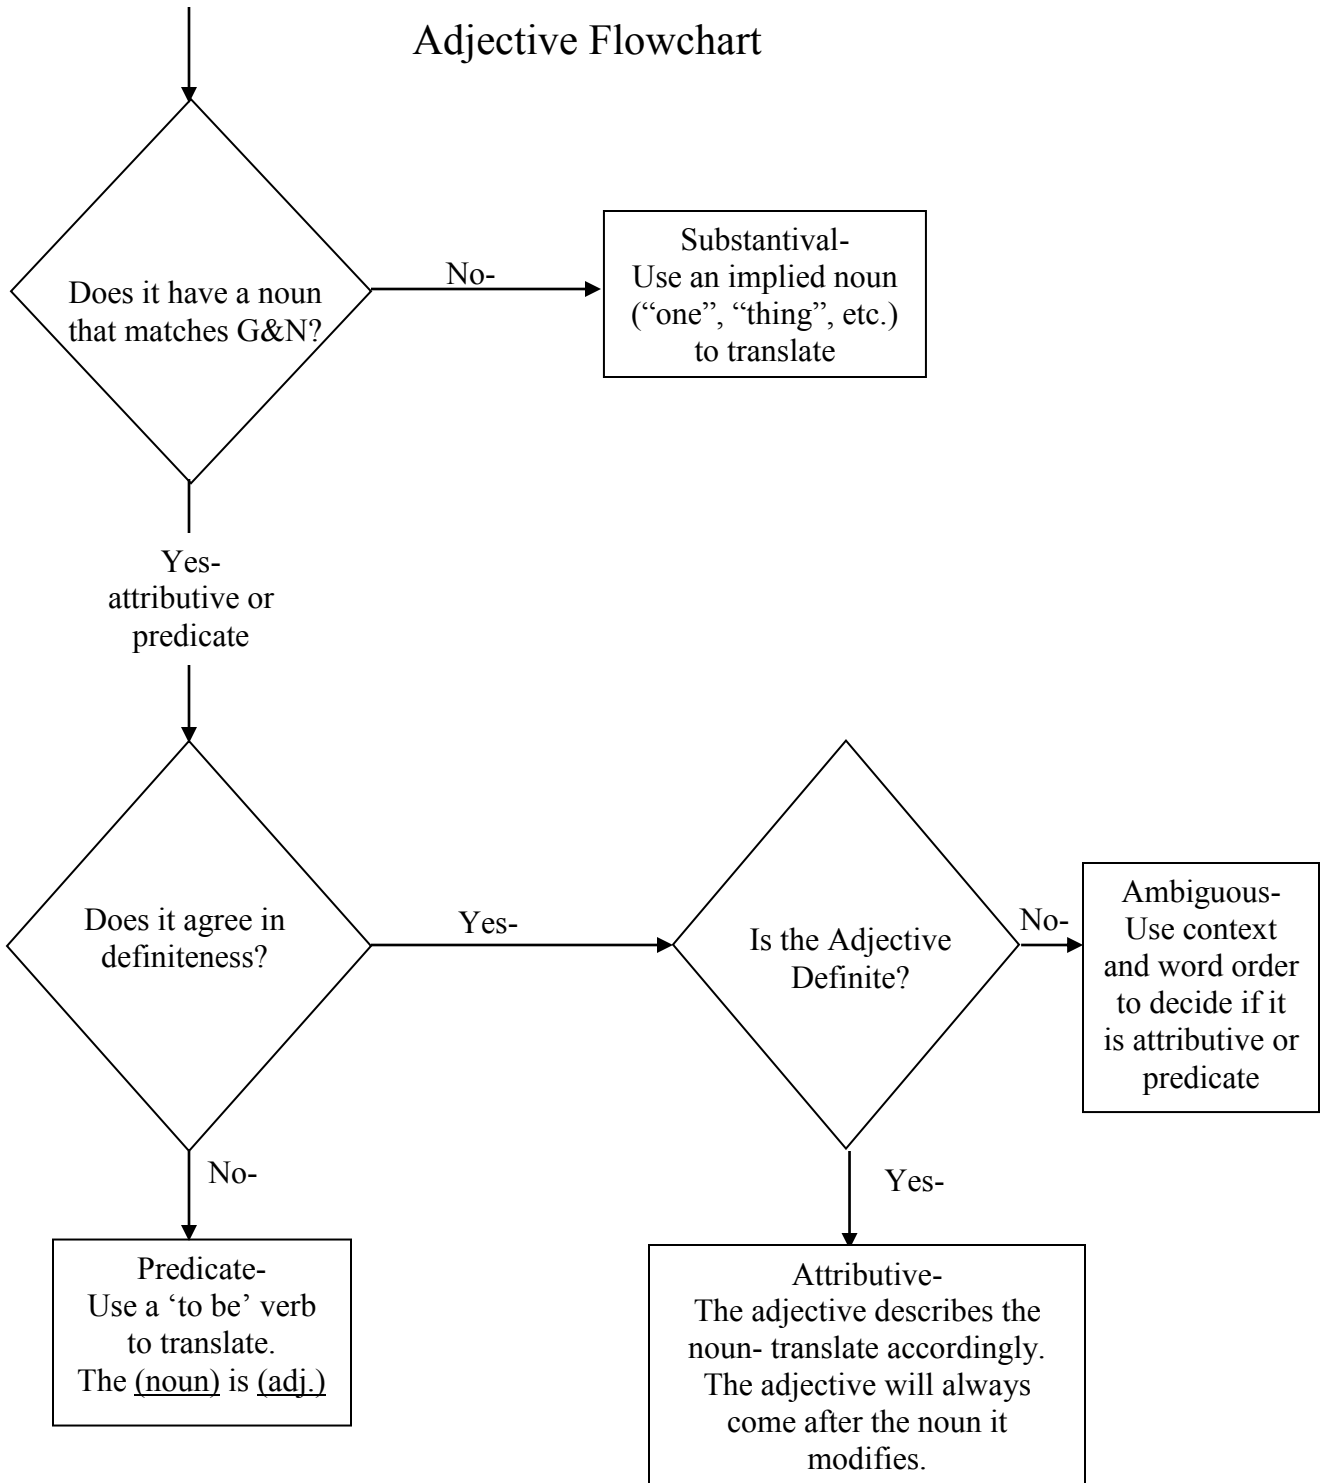 Adjective Flowchart
Does it have a noun
that matches G&N?
No-
Substantival-
Use an implied noun
(“one”, “thing”, etc.)
to translate
Yes-
attributive or
predicate
Does it agree in
definiteness?
Yes-
Is the Adjective
Definite?
No-
Ambiguous-
Use context
and word order
to decide if it
is attributive or
predicate
No-
Predicate-
Use a ‘to be’ verb
to translate.
The (noun) is (adj.)
Yes-
Attributive-
The adjective describes the
noun- translate accordingly.
The adjective will always
come after the noun it
modifies.